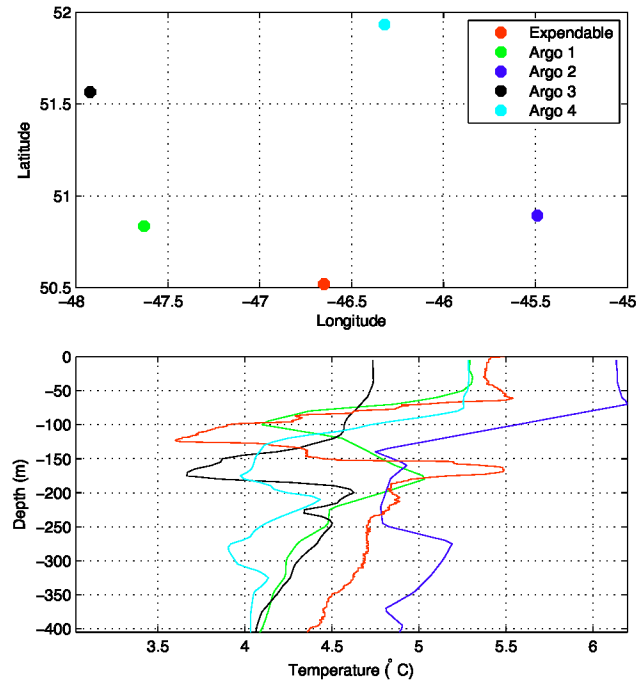 52
51.5
51
50.5
Latitude
Expendable
Argo 1
Argo 2
Argo 3
Argo 4
−48 −47.5 −47 −46.5 −46 −45.5 −45
Longitude
0
−50
−100
−150
−200
−250
−300
−350
−400
Depth (m)
3.5 4 4.5 5 5.5 6
Temperature (° C)